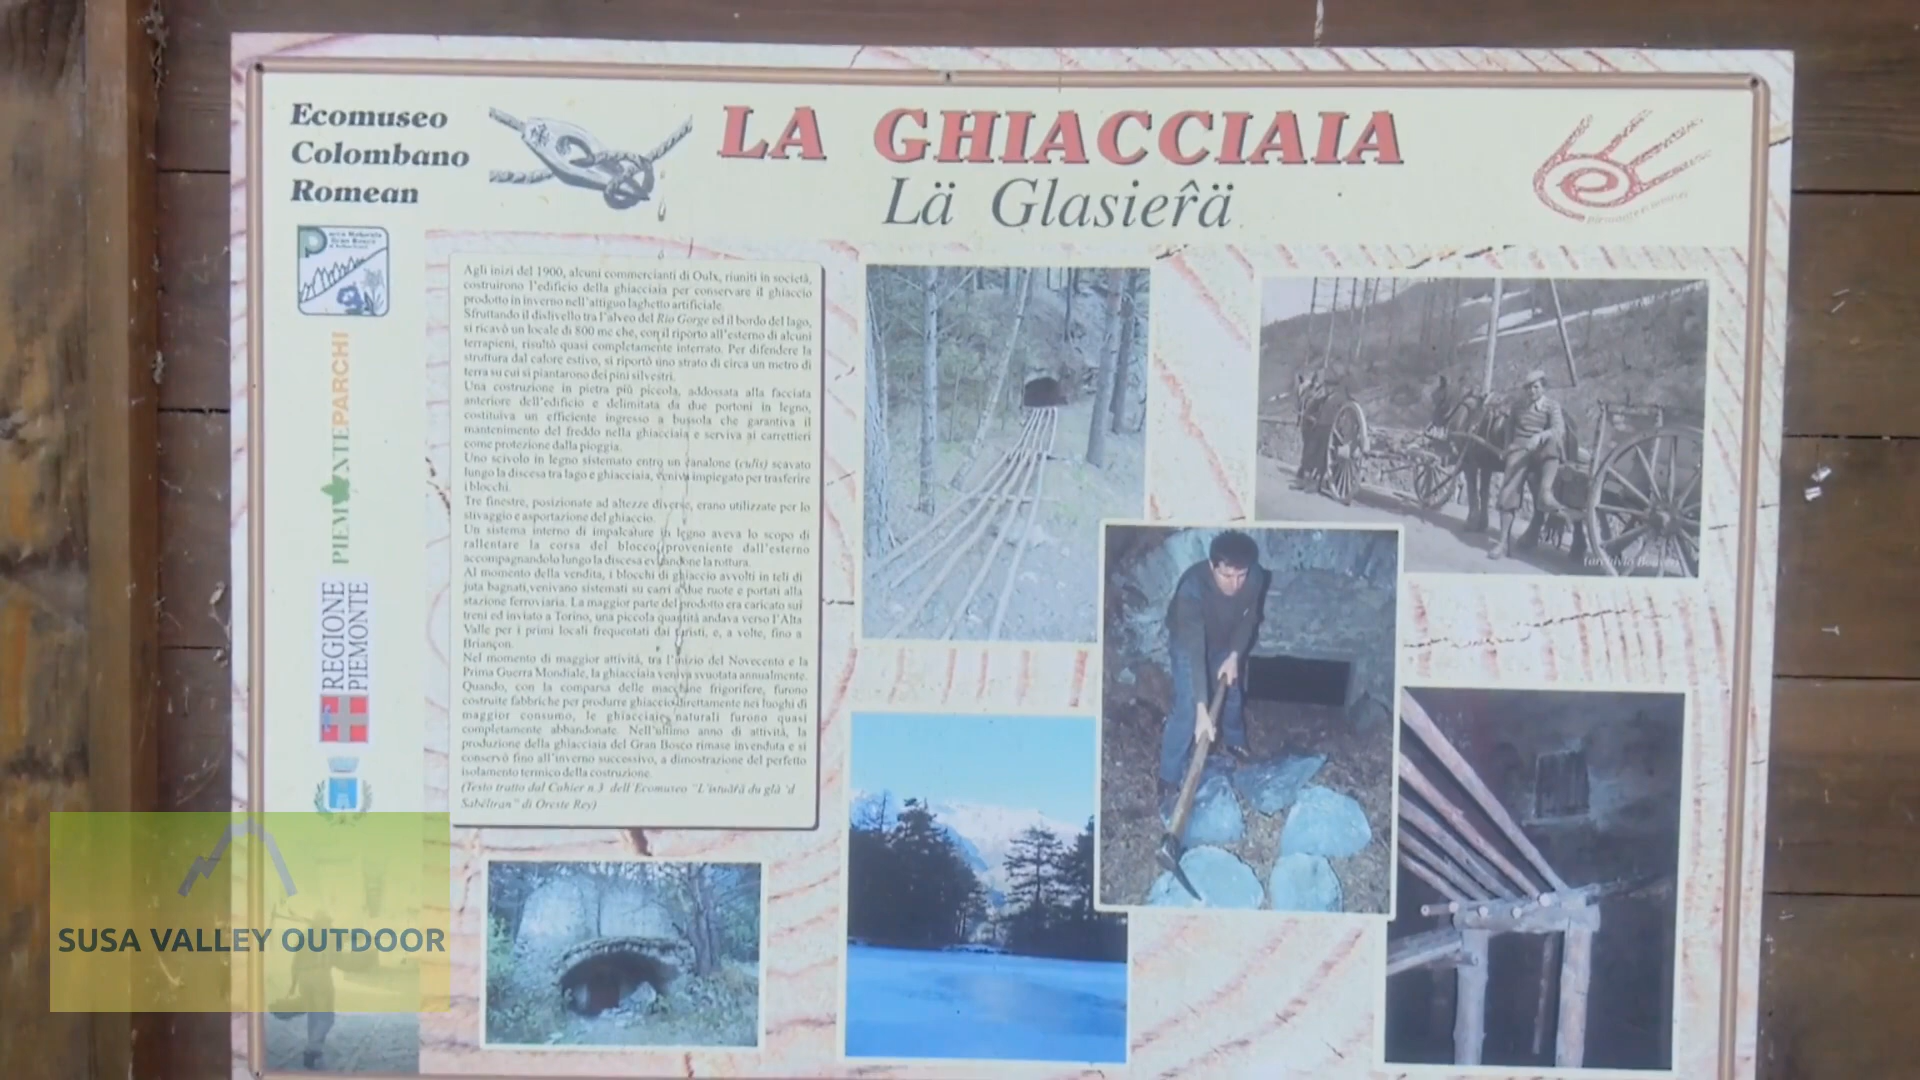 Ecomuseo
Colombano
Romean
LA GHIACCIAIA
Lä Glasieȓä
PIEMONTEPARCHI
REGIONE
PIEMONTE
Agli inizi del 1900, alcuni commercianti di Oulx, riuniti in società,
costruirono l'edificio della ghiacciaia per conservare il ghiaccio
prodotto in inverno nell'attiguo laghetto artificiale.
Sfruttando il dislivello tra l'alveo del Rio Gorge ed il bordo del lago,
si ricavò un locale di 800 mc che, con il riporto all'esterno di alcuni
terrapieni, risultò quasi completamente interrato. Per difendere la
struttura dal calore estivo, si riportò uno strato di circa un metro di
terra su cui si piantarono dei pini silvestri.
Una costruzione in pietra più piccola, addossata alla facciata
anteriore dell'edificio e delimitata da due portoni in legno,
costituiva un efficiente ingresso a bussola che garantiva il
mantenimento del freddo nella ghiacciaia e serviva ai carrettieri
come protezione dalla pioggia.
Uno scivolo in legno sistemato entro un canalone (culis) scavato
lungo la discesa tra lago e ghiacciaia, veniva impiegato per trasferire
i blocchi.
Tre finestre, posizionate ad altezze diverse, erano utilizzate per lo
stivaggio e asportazione del ghiaccio.
Un sistema interno di impalcature in legno aveva lo scopo di
rallentare la corsa del blocco proveniente dall'esterno
accompagnandolo lungo la discesa evitandone la rottura.
Al momento della vendita, i blocchi di ghiaccio avvolti in teli di
juta bagnati, venivano sistemati su carri a due ruote e portati alla
stazione ferroviaria. La maggior parte del prodotto era caricato sui
treni ed inviato a Torino, una piccola quantità andava verso l'Alta
Valle per i primi locali frequentati dai turisti, e, a volte, fino a
Briançon.
Nel momento di maggior attività, tra l'inizio del Novecento e la
Prima Guerra Mondiale, la ghiacciaia veniva svuotata annualmente.
Quando, con la comparsa delle macchine frigorifere, furono
costruite fabbriche per produrre ghiaccio direttamente nei luoghi di
maggior consumo, le ghiacciaie naturali furono quasi
completamente abbandonate. Nell'ultimo anno di attività, la
produzione della ghiacciaia del Gran Bosco rimase invenduta e si
conservò fino all'inverno successivo, a dimostrazione del perfetto
isolamento termico della costruzione.
(Testo tratto dal Cahier n.3 dell'Ecomuseo "L'istuàrä du glà 'd
Sabéltran" di Oreste Rey)
SUSA VALLEY OUTDOOR